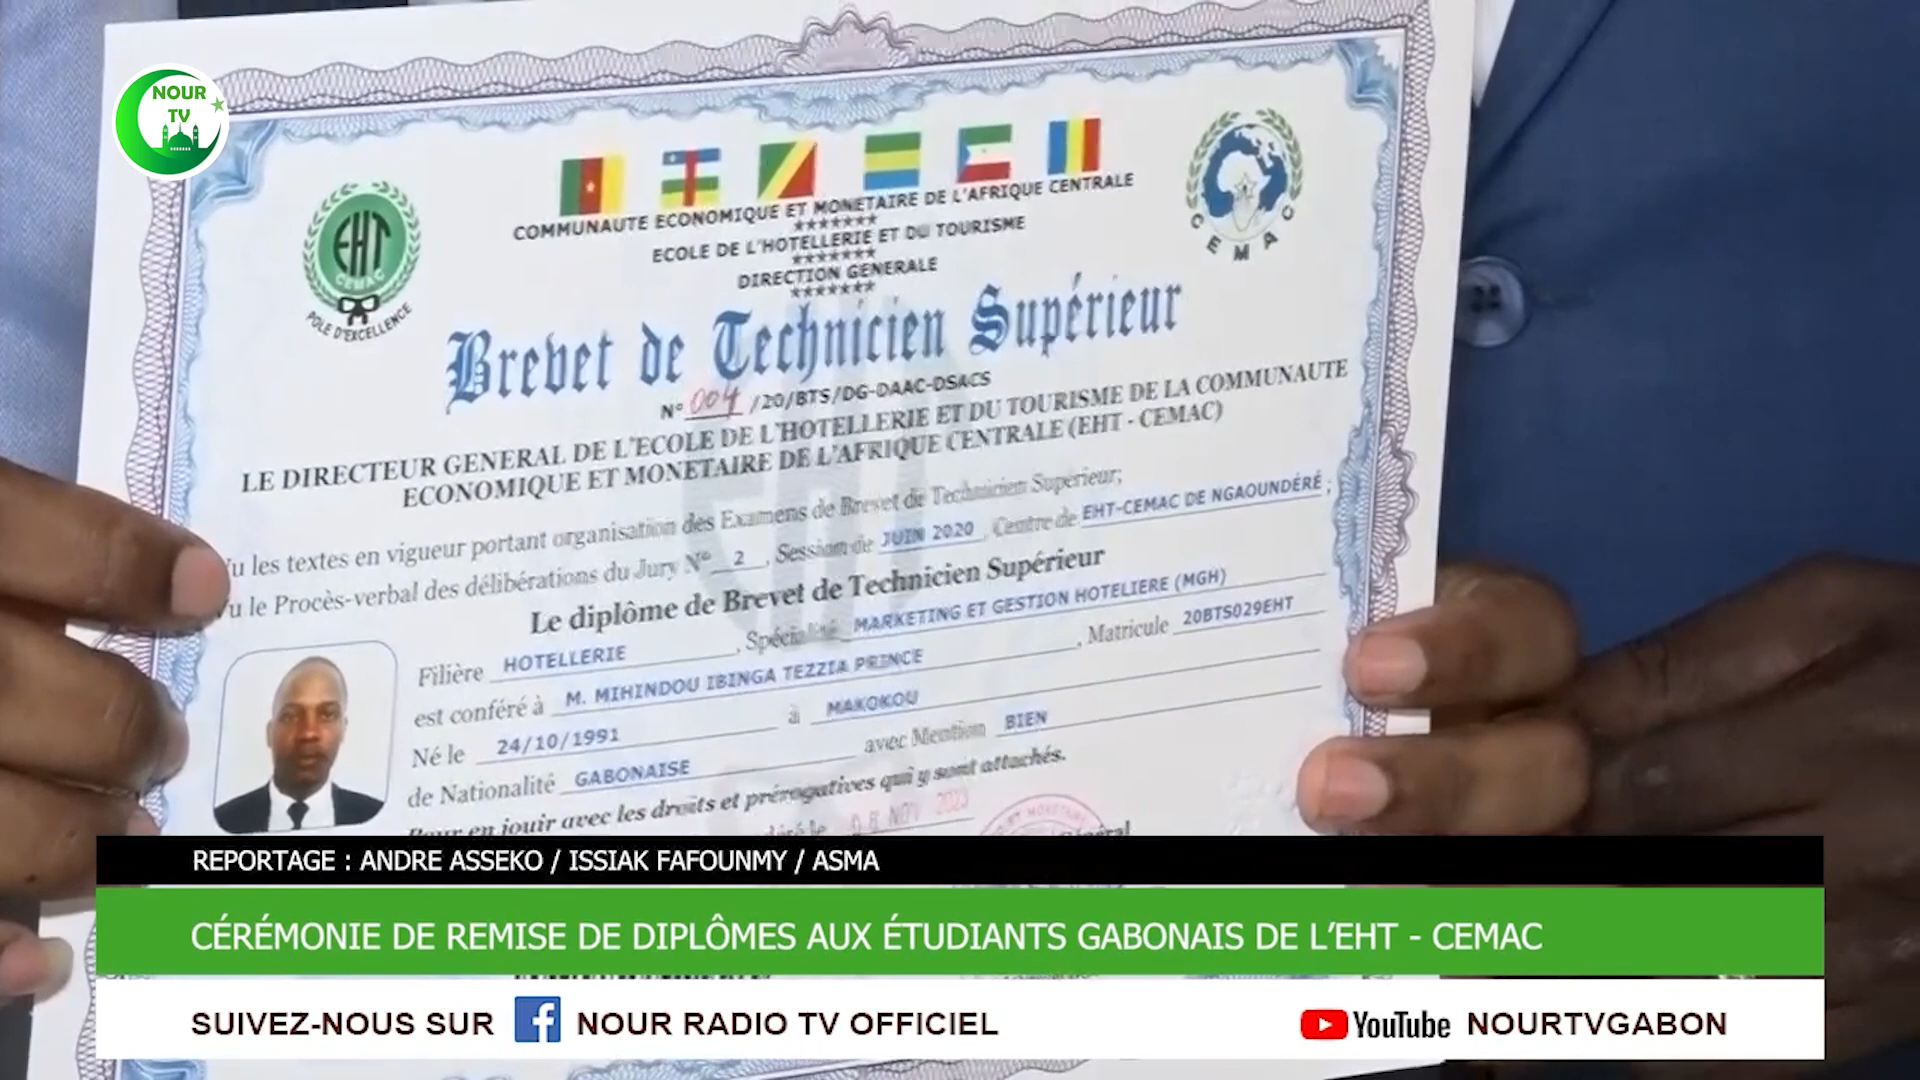 NOUR
TV
COMMUNAUTE ECONOMIQUE ET MONETAIRE DE L'AFRIQUE CENTRALE
*******
ECOLE DE L'HOTELLERIE ET DU TOURISME
*******
DIRECTION GENERALE
*******
EHT
CEMAC
POLE D'EXCELLENCE
CEMAC
Brevet de Technicien Supérieur
N° 004 /20/BTS/DG-DAAC-DSACS
LE DIRECTEUR GENERAL DE L'ECOLE DE L'HOTELLERIE ET DU TOURISME DE LA COMMUNAUTE
ECONOMIQUE ET MONETAIRE DE L'AFRIQUE CENTRALE (EHT - CEMAC)
Vu les textes en vigueur portant organisation des Examens de Brevet de Technicien Supérieur;
Vu le Procès-verbal des délibérations du Jury N° 2 , Session de JUIN 2020 , Centre de EHT-CEMAC DE NGAOUNDÉRÉ ;
Le diplôme de Brevet de Technicien Supérieur
Filière HOTELLERIE , Spécialité MARKETING ET GESTION HOTELIERE (MGH)
est conféré à M. MIHINDOU IBINGA TEZZIA PRINCE , Matricule 20BTS029EHT
Né le 24/10/1991 à MAKOKOU
de Nationalité GABONAISE avec Mention BIEN
Pour en jouir avec les droits et prérogatives qui y sont attachés.
le 08 NOV 2023
REPORTAGE : ANDRE ASSEKO / ISSIAK FAFOUNMY / ASMA
CÉRÉMONIE DE REMISE DE DIPLÔMES AUX ÉTUDIANTS GABONAIS DE L'EHT - CEMAC
SUIVEZ-NOUS SUR f NOUR RADIO TV OFFICIEL YouTube NOURTVGABON